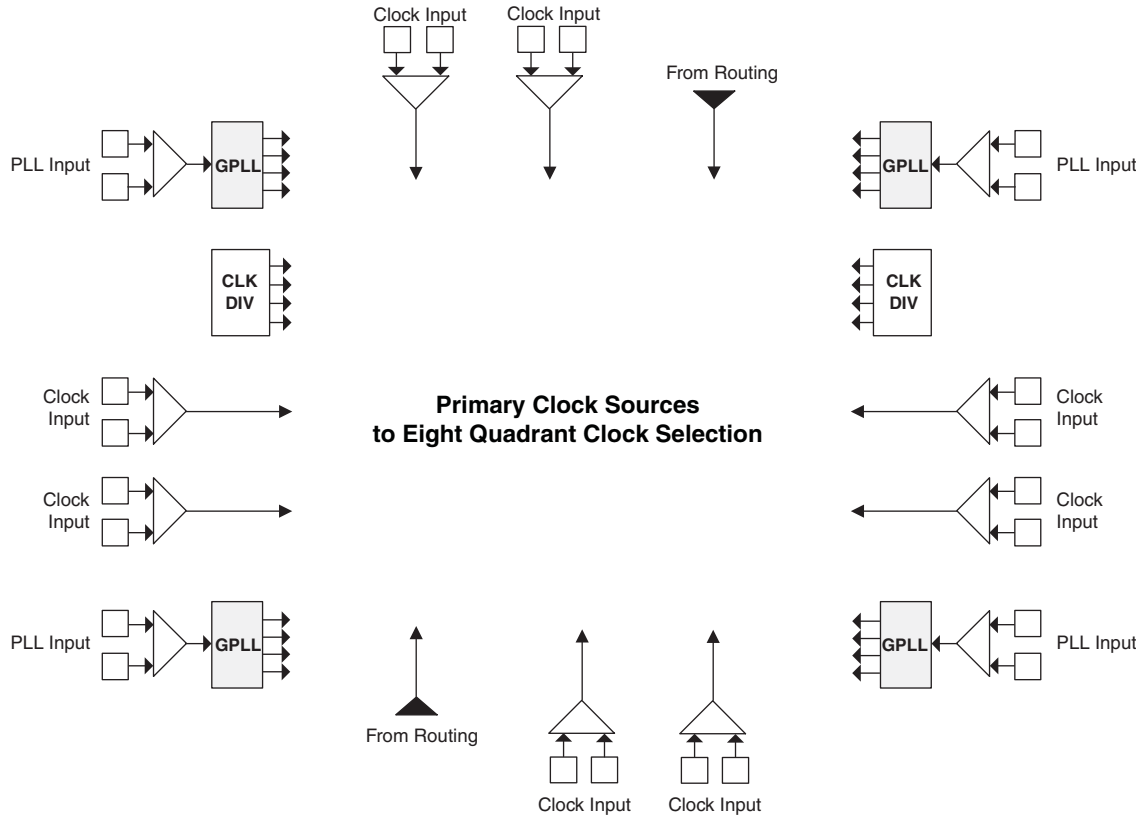 Clock Input
Clock Input
From Routing
PLL Input
GPLL
GPLL
PLL Input
CLK
DIV
CLK
DIV
Clock
Input
Primary Clock Sources
to Eight Quadrant Clock Selection
Clock
Input
Clock
Input
Clock
Input
PLL Input
GPLL
GPLL
PLL Input
From Routing
Clock Input
Clock Input